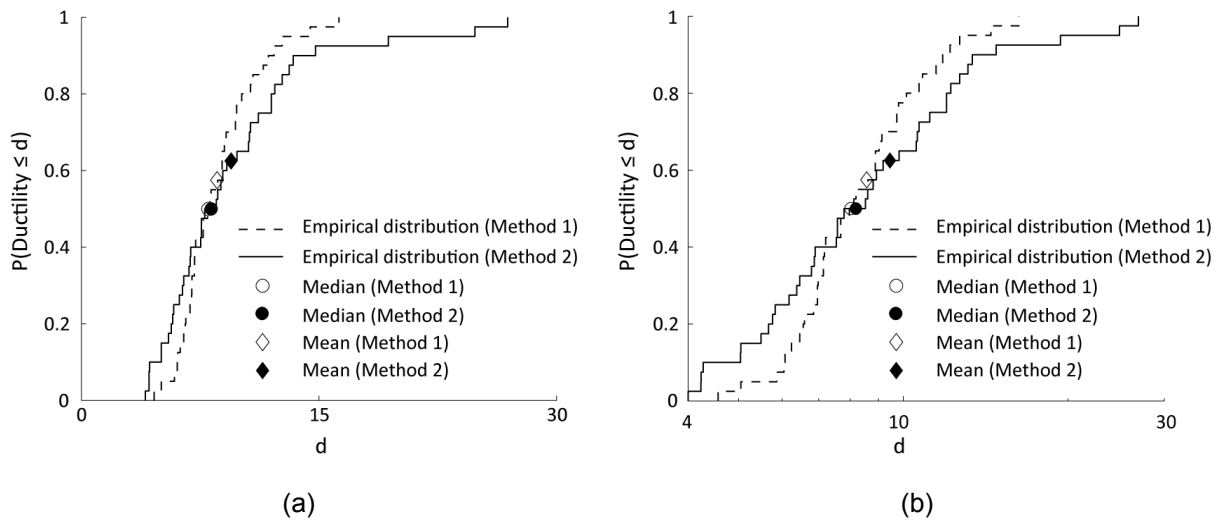 1
0.8
0.6
0.4
0.2
0
P(Ductility ≤ d)
0
15
30
d
Empirical distribution (Method 1)
Empirical distribution (Method 2)
Median (Method 1)
Median (Method 2)
Mean (Method 1)
Mean (Method 2)
(a)
1
0.8
0.6
0.4
0.2
0
P(Ductility ≤ d)
4
10
30
d
Empirical distribution (Method 1)
Empirical distribution (Method 2)
Median (Method 1)
Median (Method 2)
Mean (Method 1)
Mean (Method 2)
(b)